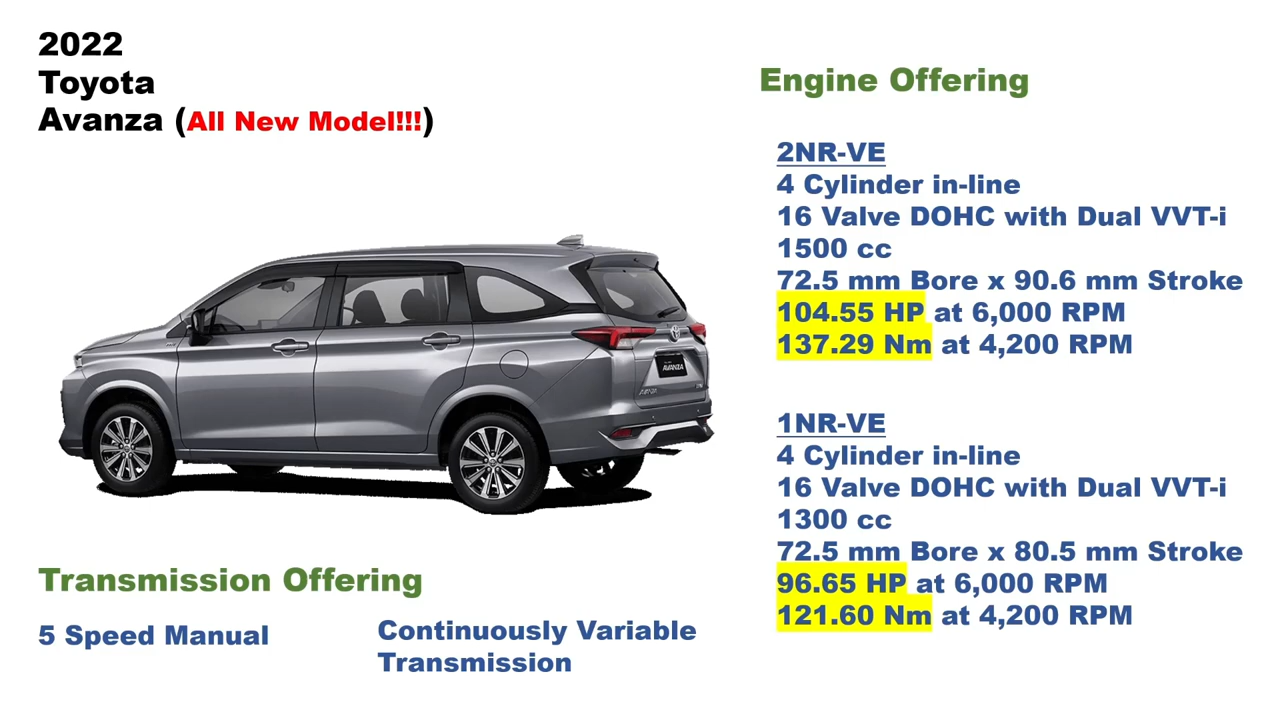 2022
Toyota
Avanza (All New Model!!!)
Engine Offering
2NR-VE
4 Cylinder in-line
16 Valve DOHC with Dual VVT-i
1500 cc
72.5 mm Bore x 90.6 mm Stroke
104.55 HP at 6,000 RPM
137.29 Nm at 4,200 RPM
1NR-VE
4 Cylinder in-line
16 Valve DOHC with Dual VVT-i
1300 cc
72.5 mm Bore x 80.5 mm Stroke
96.65 HP at 6,000 RPM
121.60 Nm at 4,200 RPM
AVANZA
AVANZA
Transmission Offering
5 Speed Manual
Continuously Variable
Transmission